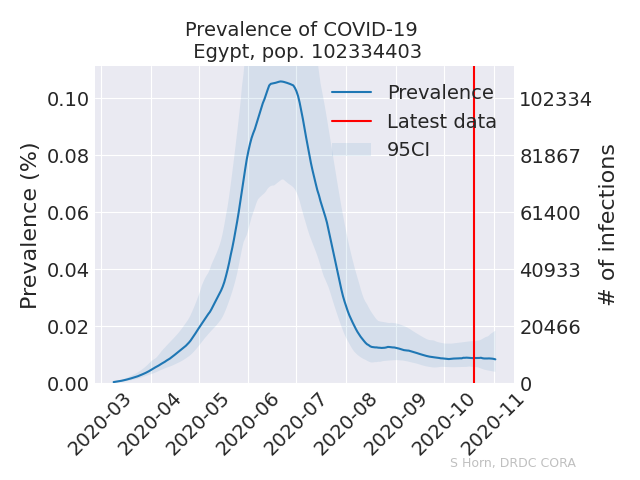 Prevalence of COVID-19
Egypt, pop. 102334403
Prevalence
Latest data
95CI
Prevalence (%)
0.10
0.08
0.06
0.04
0.02
0.00
102334
81867
61400
40933
20466
0
# of infections
2020-03
2020-04
2020-05
2020-06
2020-07
2020-08
2020-09
2020-10
2020-11
S Horn, DRDC CORA